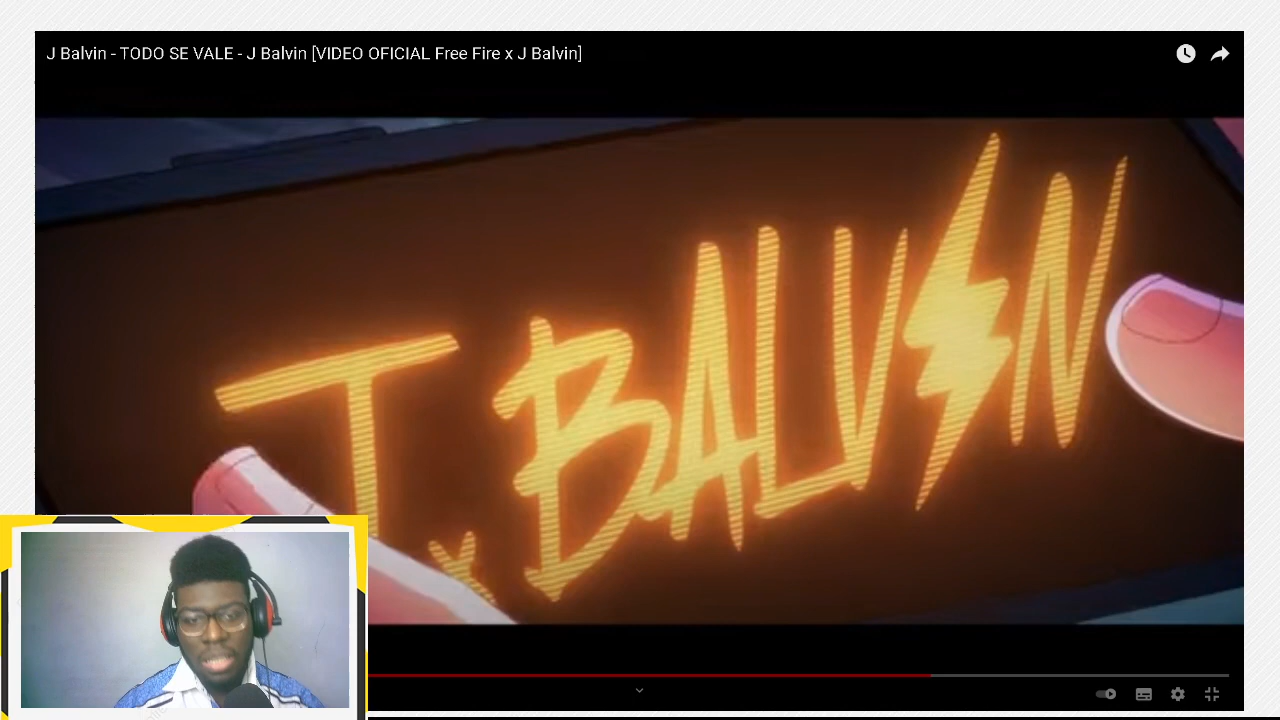 J Balvin - TODO SE VALE - J Balvin [VIDEO OFICIAL Free Fire x J Balvin]
J BALVIN
x